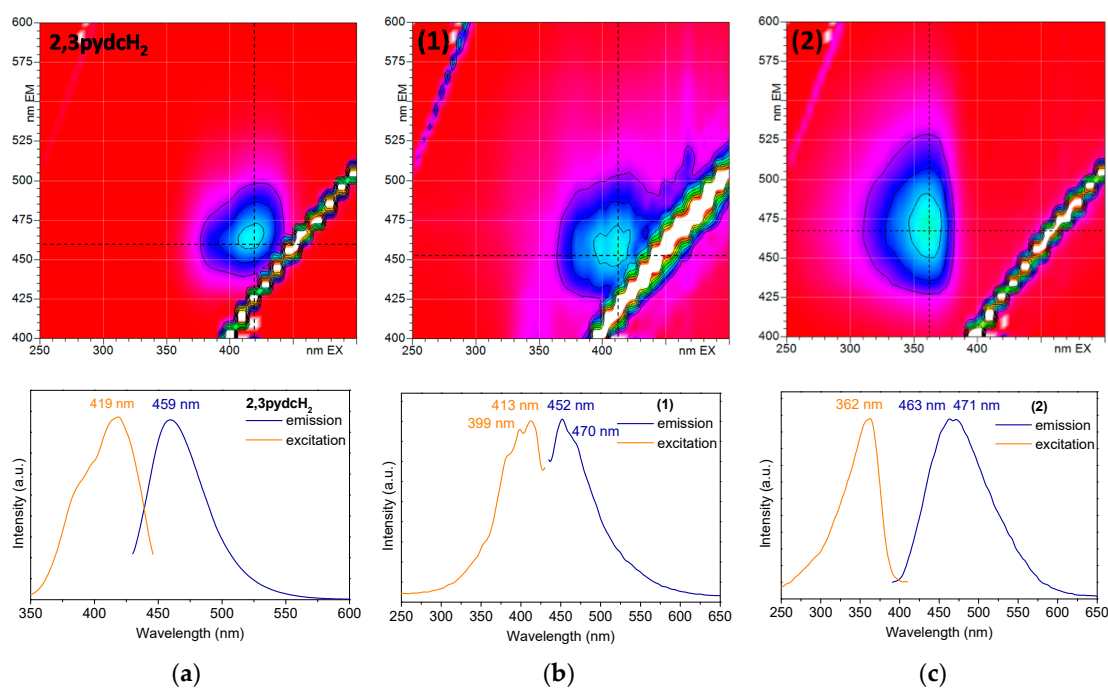 2,3pydcH₂
600
575
nm EM
525
500
475
450
425
400
250
300
350
400
nm EX
(1)
600
575
nm EM
525
500
475
450
425
400
250
300
350
400
nm EX
(2)
600
575
nm EM
525
500
475
450
425
400
250
300
350
400
nm EX
419 nm 459 nm
2,3pydcH₂
emission
excitation
Intensity (a.u.)
350 400 450 500 550 600
Wavelength (nm)
413 nm 452 nm
399 nm
470 nm
(1)
emission
excitation
Intensity (a.u.)
250 300 350 400 450 500 550 600 650
Wavelength (nm)
362 nm 463 nm 471 nm
(2)
emission
excitation
Intensity (a.u.)
250 300 350 400 450 500 550 600 650
Wavelength (nm)
(a) (b) (c)